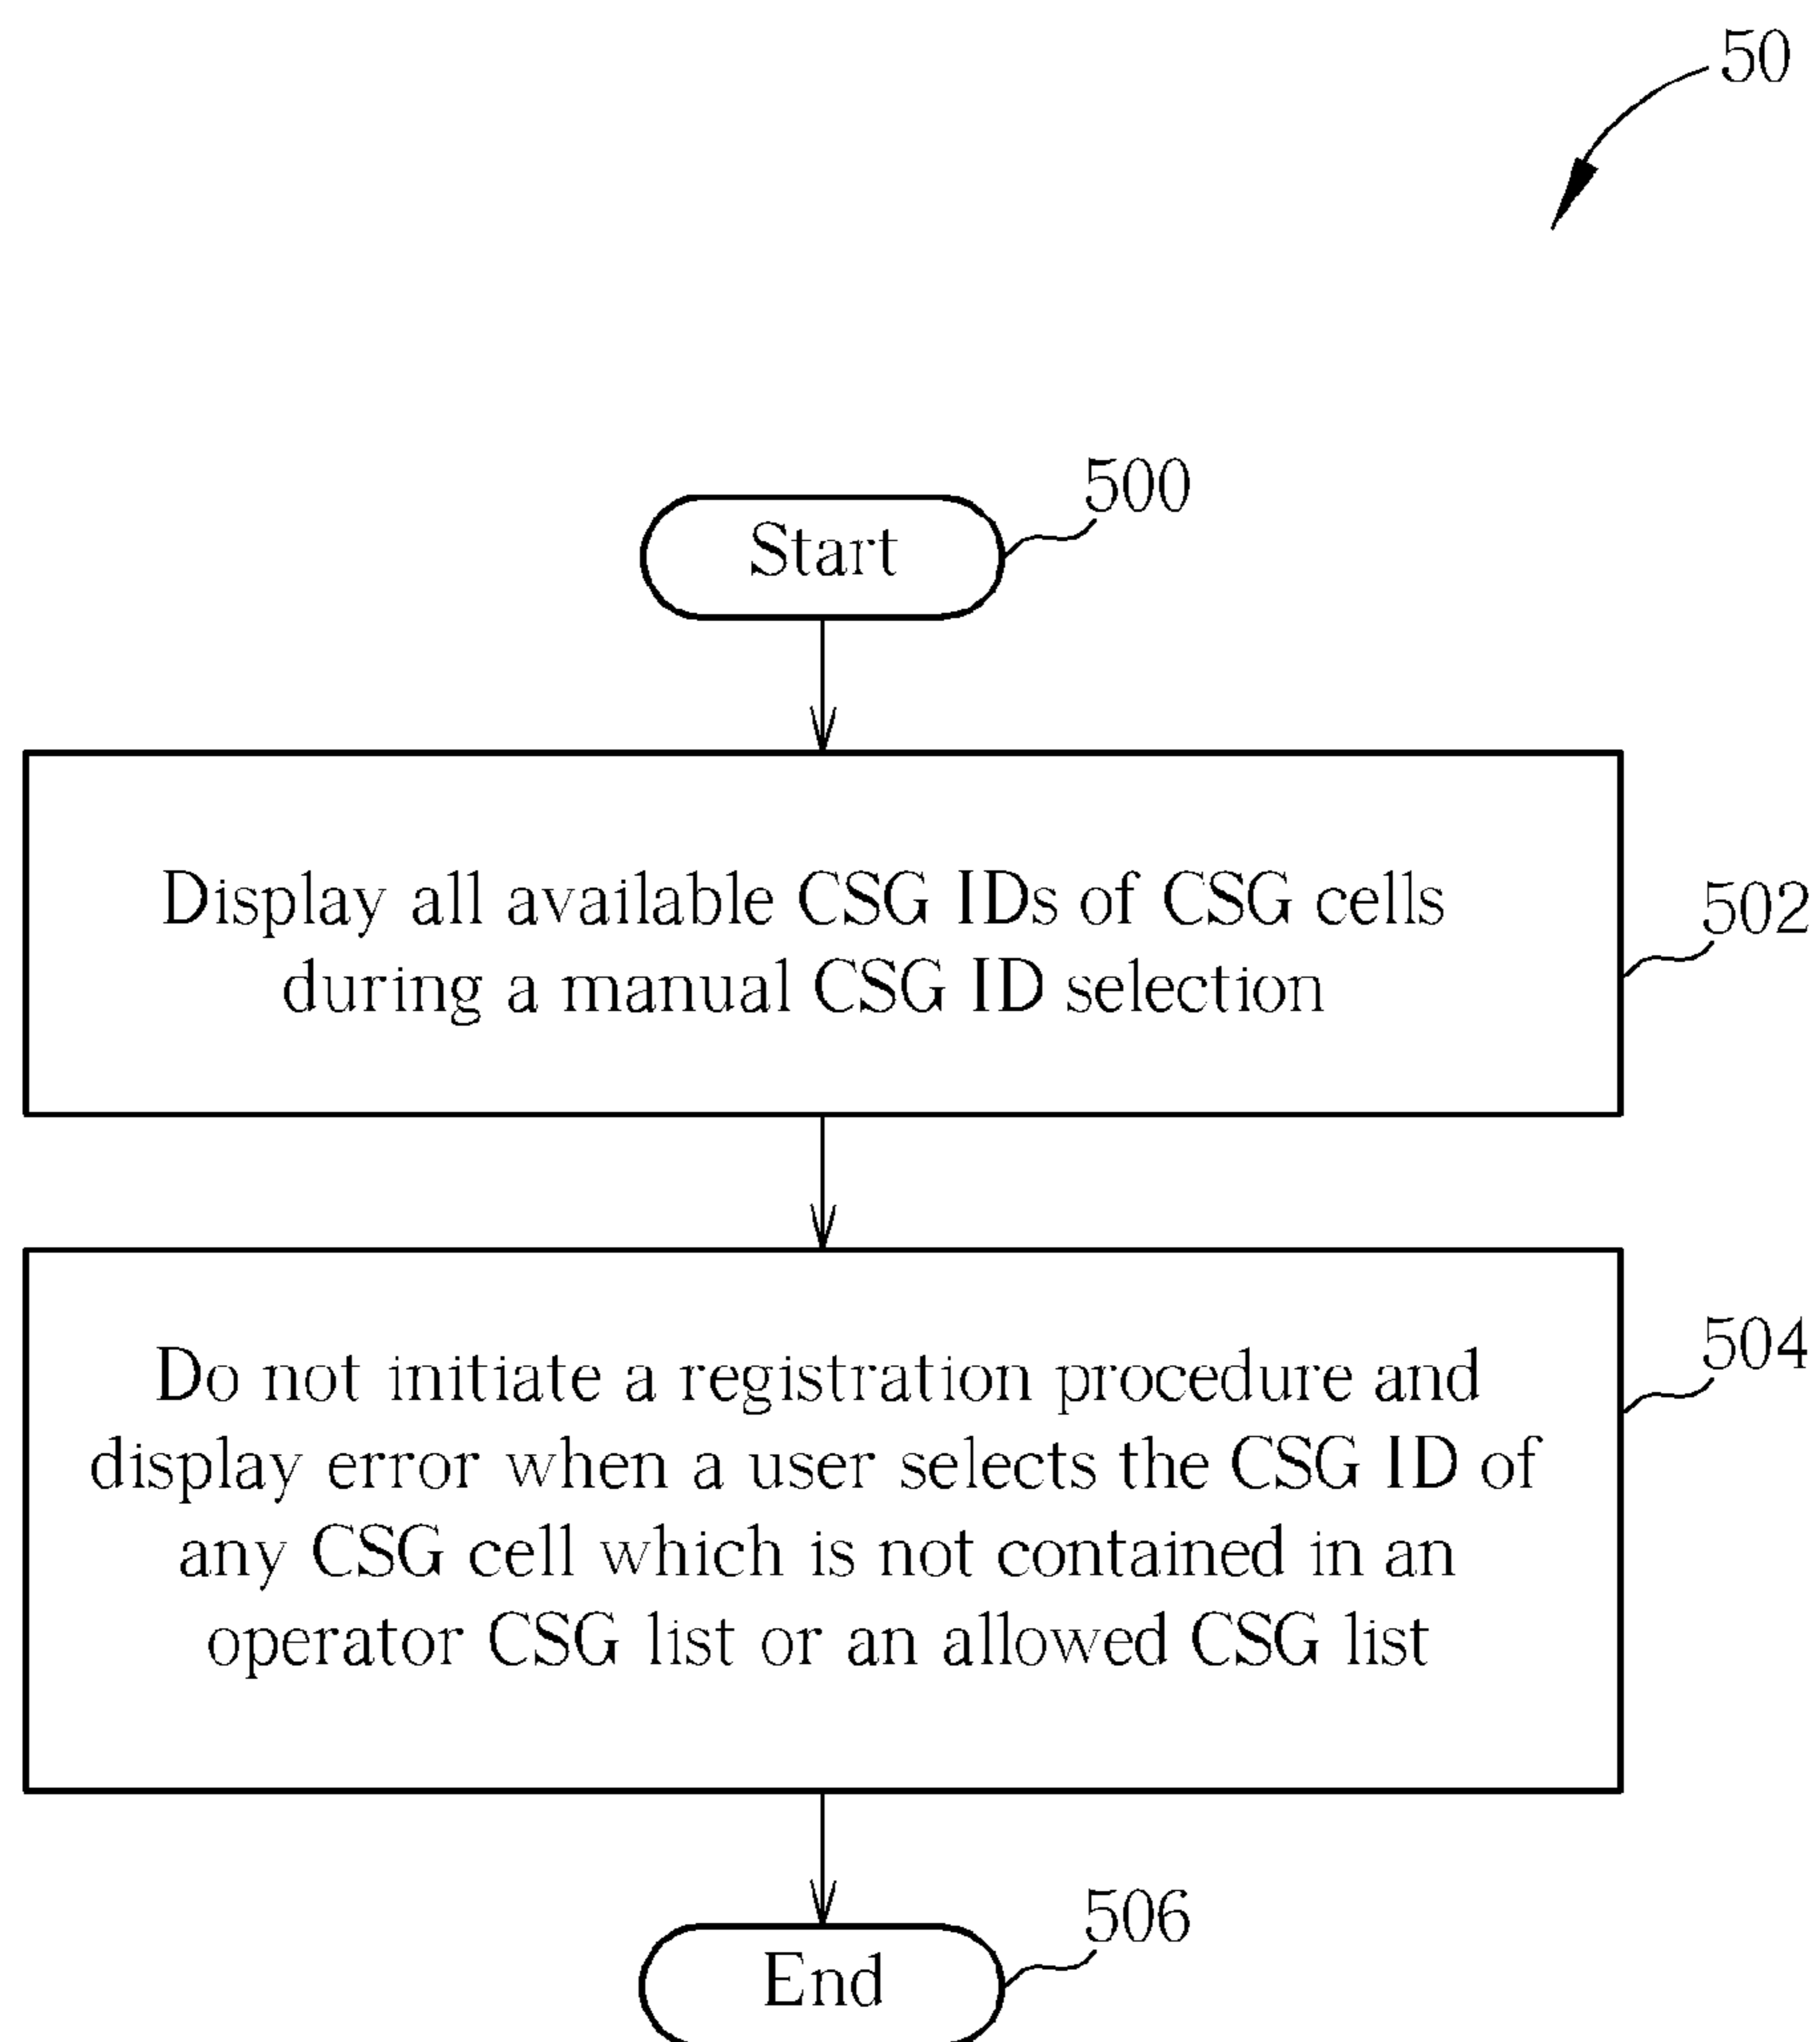 50
500
Start
Display all available CSG IDs of CSG cells
502
during a manual CSG ID selection
504
Do not initiate a registration procedure and
display error when a user selects the CSG ID of
any CSG cell which is not contained in an
operator CSG list or an allowed CSG list
506
End